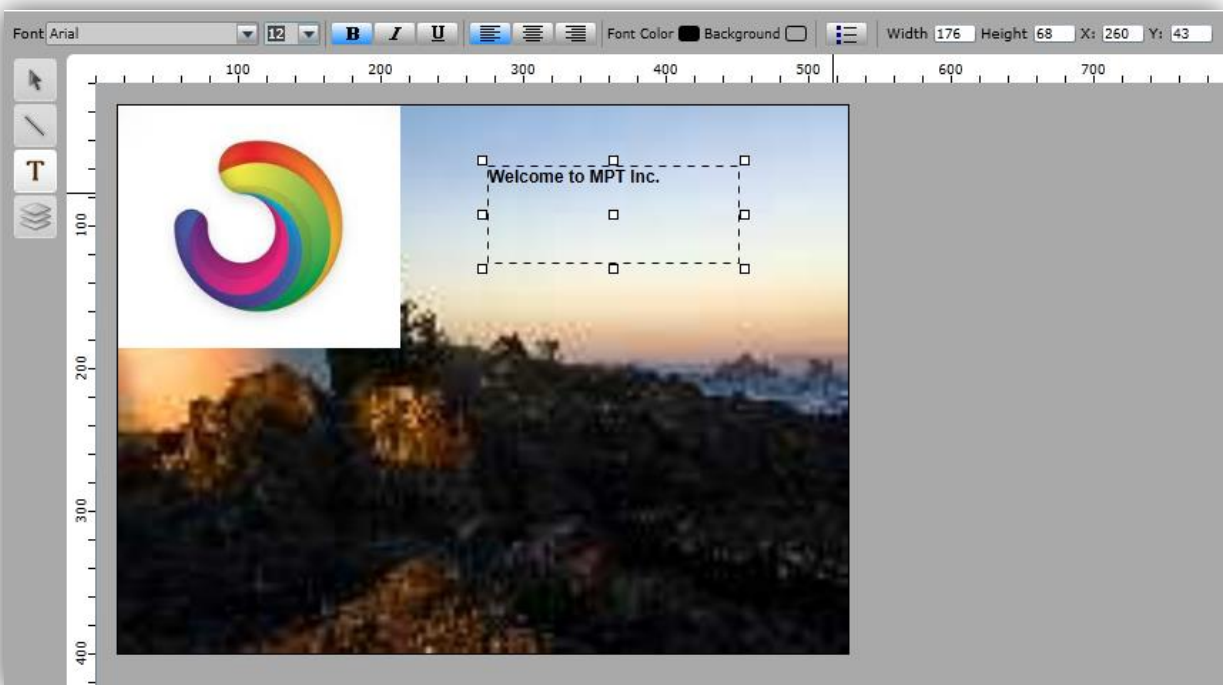 Font Arial 12 B I U Font Color Background Width 176 Height 68 X: 260 Y: 43
100 200 300 400 500 600 700
T
Welcome to MPT Inc.
100
200
300
400